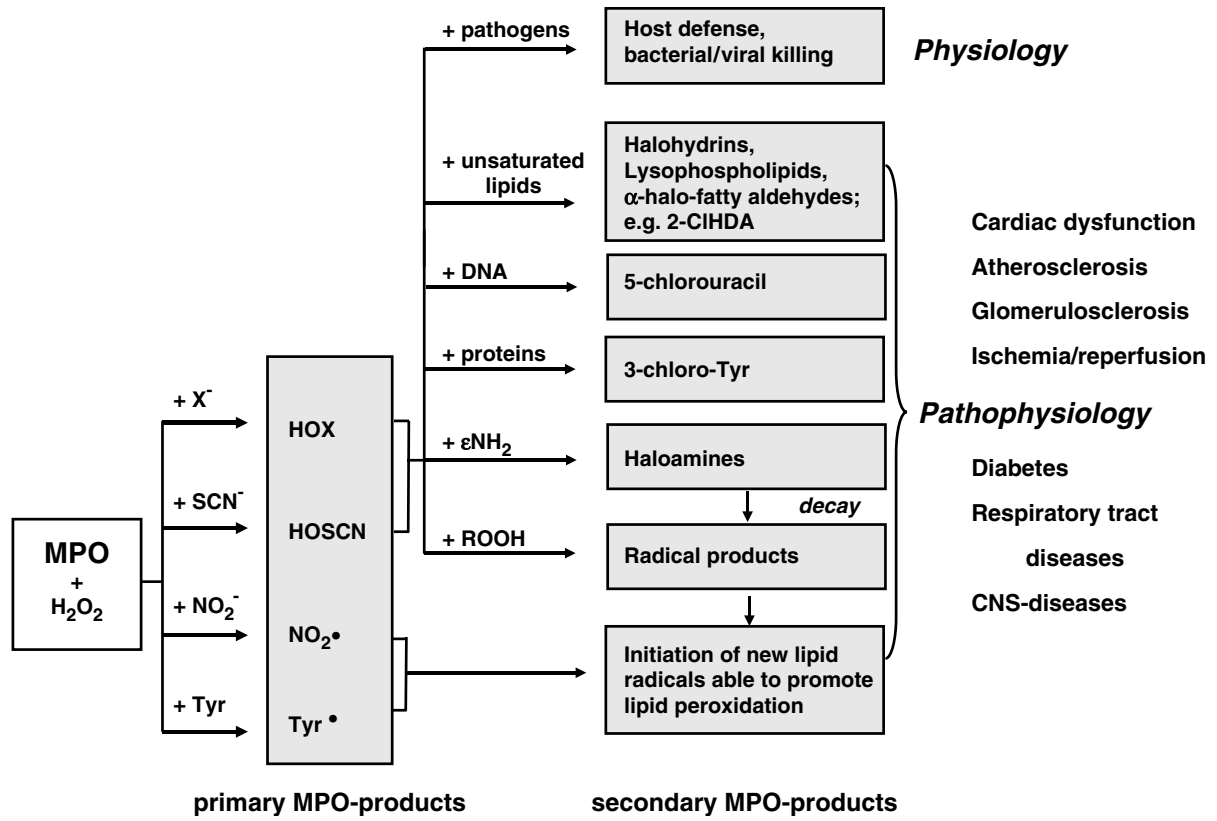 MPO
+
H₂O₂
+ X⁻
+ SCN⁻
+ NO₂⁻
+ Tyr
HOX
HOSCN
NO₂•
Tyr •
primary MPO-products
+ pathogens
+ unsaturated
lipids
+ DNA
+ proteins
+ εNH₂
+ ROOH
Host defense,
bacterial/viral killing
Halohydrins,
Lysophospholipids,
α-halo-fatty aldehydes;
e.g. 2-ClHDA
5-chlorouracil
3-chloro-Tyr
Haloamines
decay
Radical products
Initiation of new lipid
radicals able to promote
lipid peroxidation
secondary MPO-products
Physiology
Cardiac dysfunction
Atherosclerosis
Glomerulosclerosis
Ischemia/reperfusion
Pathophysiology
Diabetes
Respiratory tract
diseases
CNS-diseases